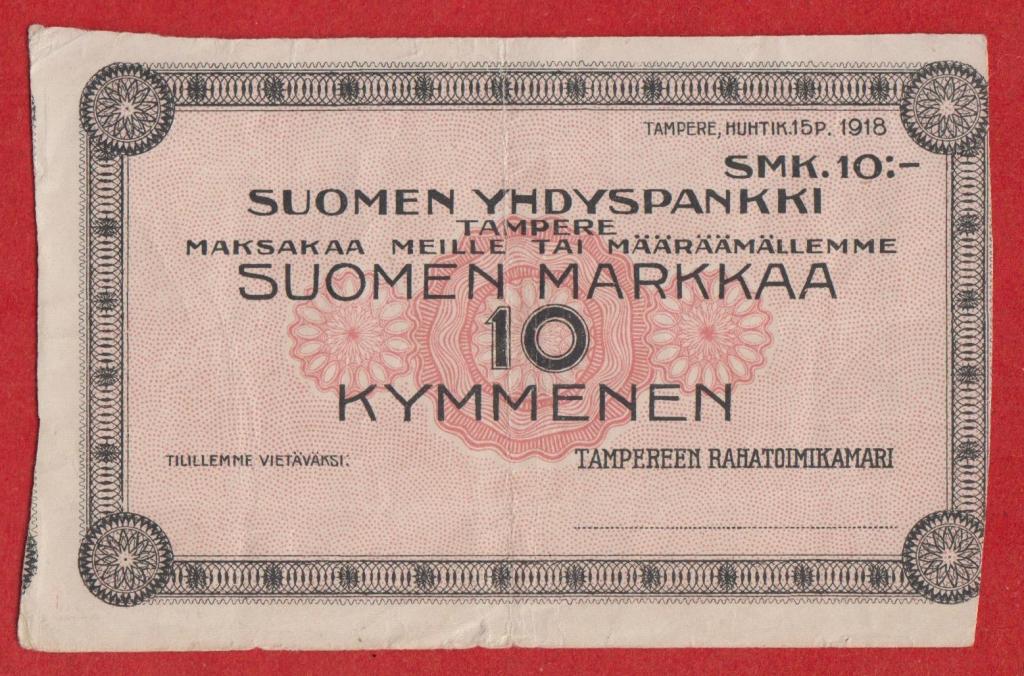 TAMPERE, HUHTIK.15P. 1918
SMK. 10:-
SUOMEN YHDYSPANKKI
TAMPERE
MAKSAKAA MEILLE TAI MÄÄRÄÄMÄLLEMME
SUOMEN MARKKAA
10
KYMMENEN
TILILLEMME VIETÄVÄKSI.
TAMPEREEN RAHATOIMIKAMARI